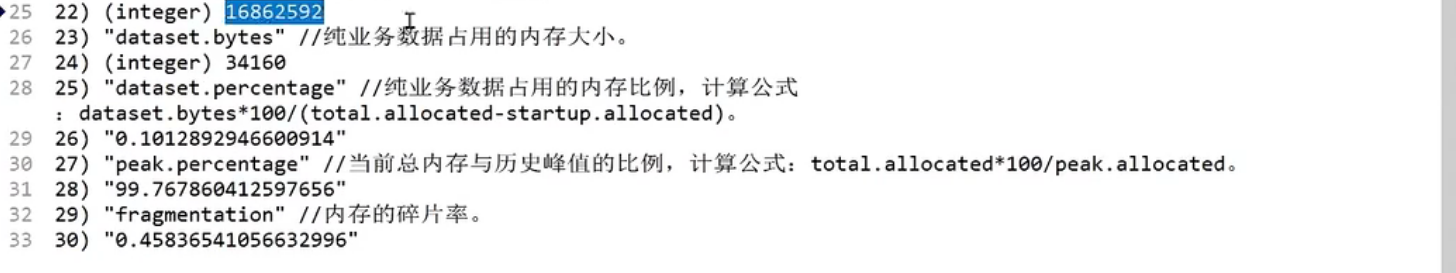 25 22) (integer) 16862592
26 23) "dataset.bytes" //纯业务数据占用的内存大小。
27 24) (integer) 34160
28 25) "dataset.percentage" //纯业务数据占用的内存比例，计算公式
：dataset.bytes*100/(total.allocated-startup.allocated)。
29 26) "0.1012892946600914"
30 27) "peak.percentage" //当前总内存与历史峰值的比例，计算公式：total.allocated*100/peak.allocated。
31 28) "99.767860412597656"
32 29) "fragmentation" //内存的碎片率。
33 30) "0.45836541056632996"